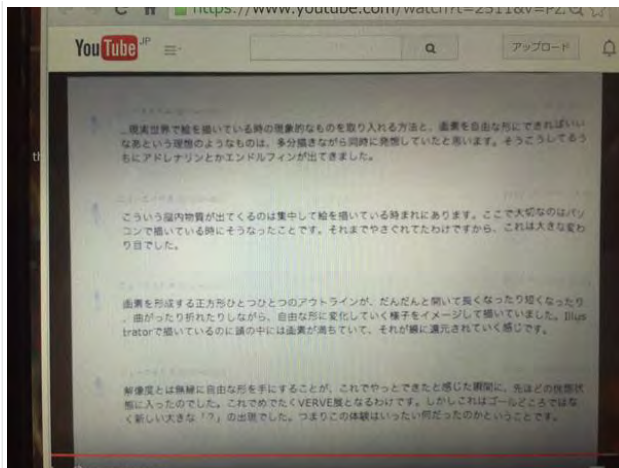 https://www.youtube.com/watch?t=2511&v=PZ
YouTube JP
アップロード
…現実世界で絵を描いている時の現象的なものを取り入れる方法と、画素を自由な形にできればいい
なあという理想のようなものは、多分描きながら同時に発想していたと思います。そうこうしてるう
ちにアドレナリンとかエンドルフィンが出てきました。
こういう脳内物質が出てくるのは集中して絵を描いている時まれにあります。ここで大切なのはパソ
コンで描いている時にそうなったことです。それまでやさぐれてたわけですから、これは大きな変わ
り目でした。
画素を形成する正方形ひとつひとつのアウトラインが、だんだんと開いて長くなったり短くなったり
、曲がったり折れたりしながら、自由な形に変化していく様子をイメージして描いていました。Illus
tratorで描いているのに頭の中には画素が満ちていて、それが線に還元されていく感じです。
解像度とは無縁に自由な形を手にすることが、これでやっとできたと感じた瞬間に、先ほどの恍惚状
態に入ったのでした。これでめでたくVERVE展となるわけです。しかしこれはゴールどころではな
く新しい大きな「？」の出現でした。つまりこの体験はいったい何だったのかということです。